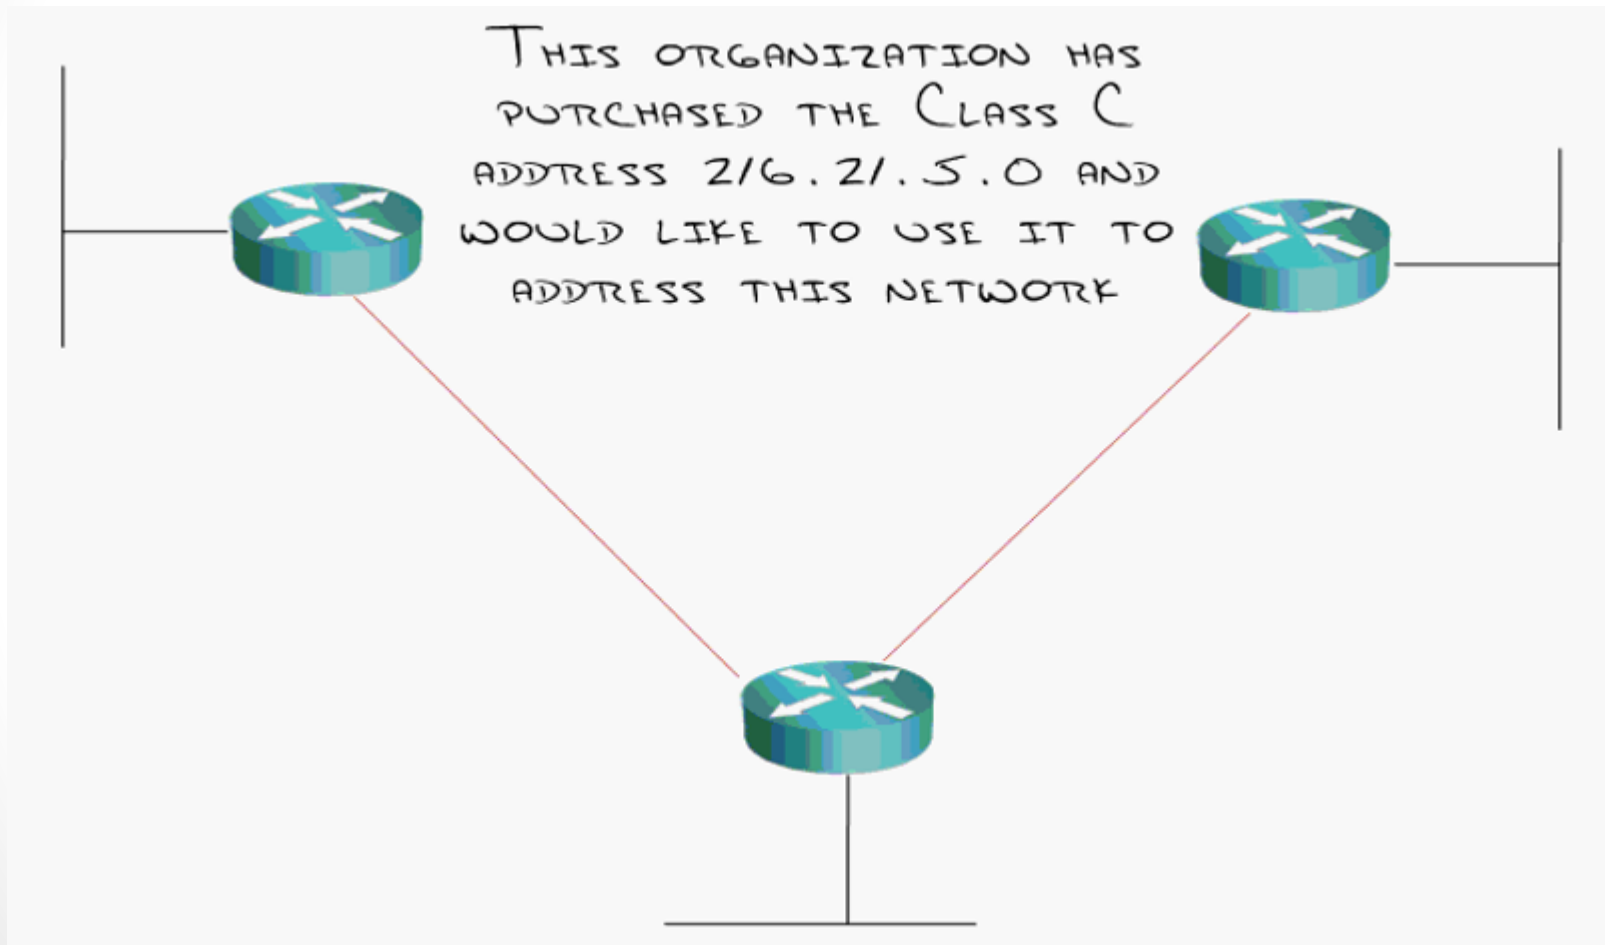 This organization has
purchased the Class C
address 216.21.5.0 and
would like to use it to
address this network